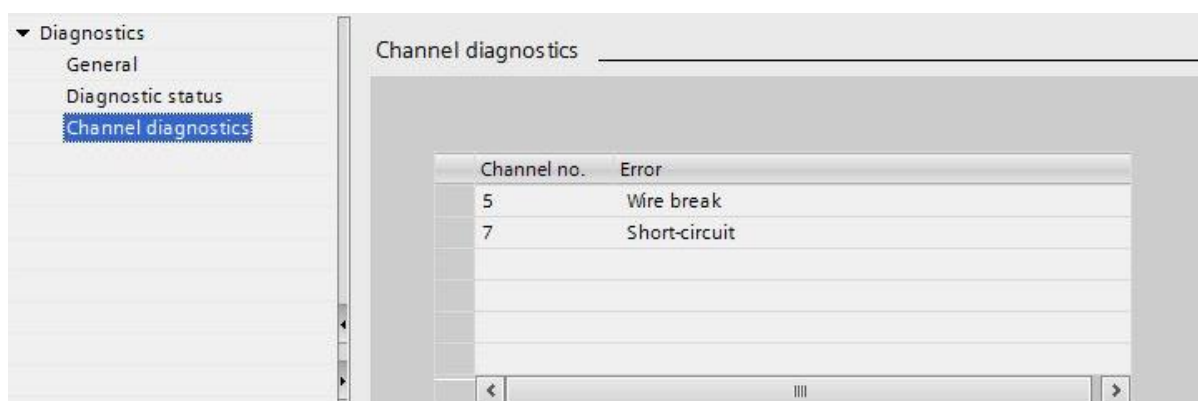 Diagnostics
General
Diagnostic status
Channel diagnostics
Channel diagnostics
Channel no. Error
5 Wire break
7 Short-circuit